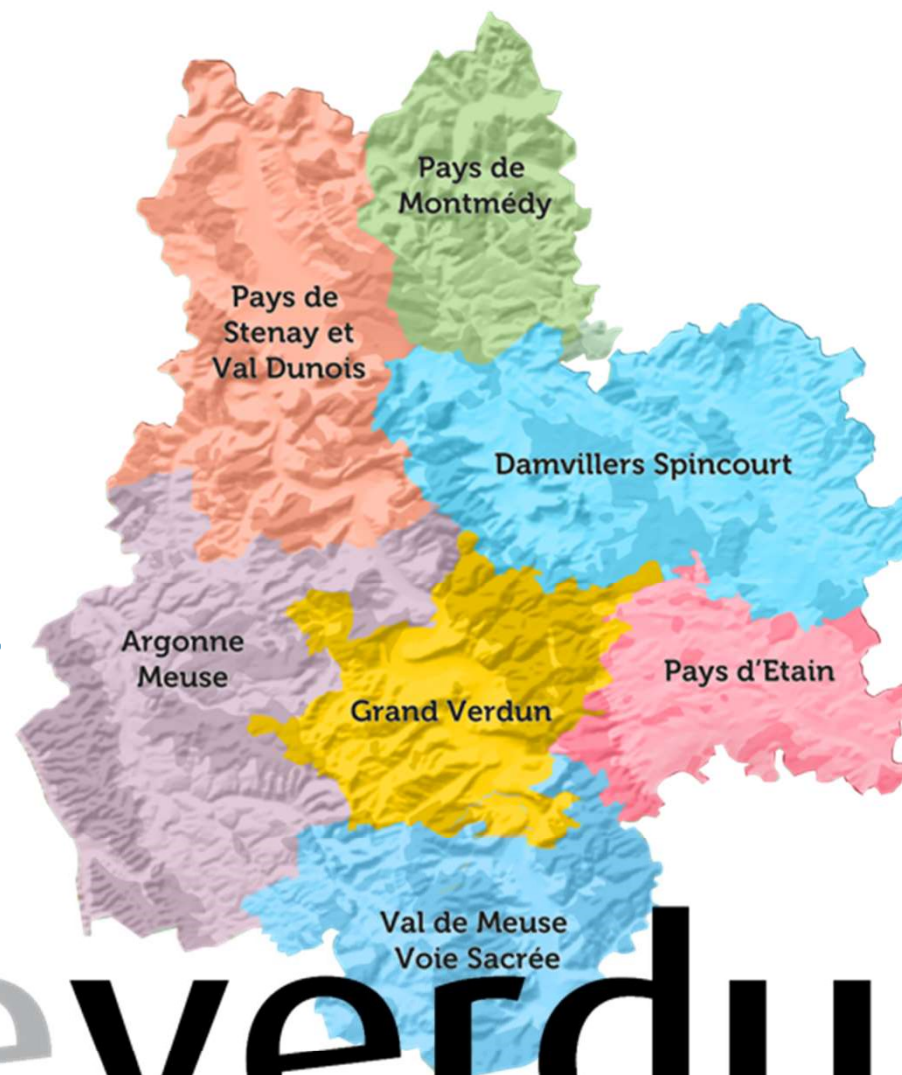 Pays de
Montmédy
Pays de
Stenay et
Val Dunois
Damvillers Spincourt
Argonne
Meuse
Pays d'Etain
Grand Verdun
Val de Meuse
Voie Sacrée
everdu